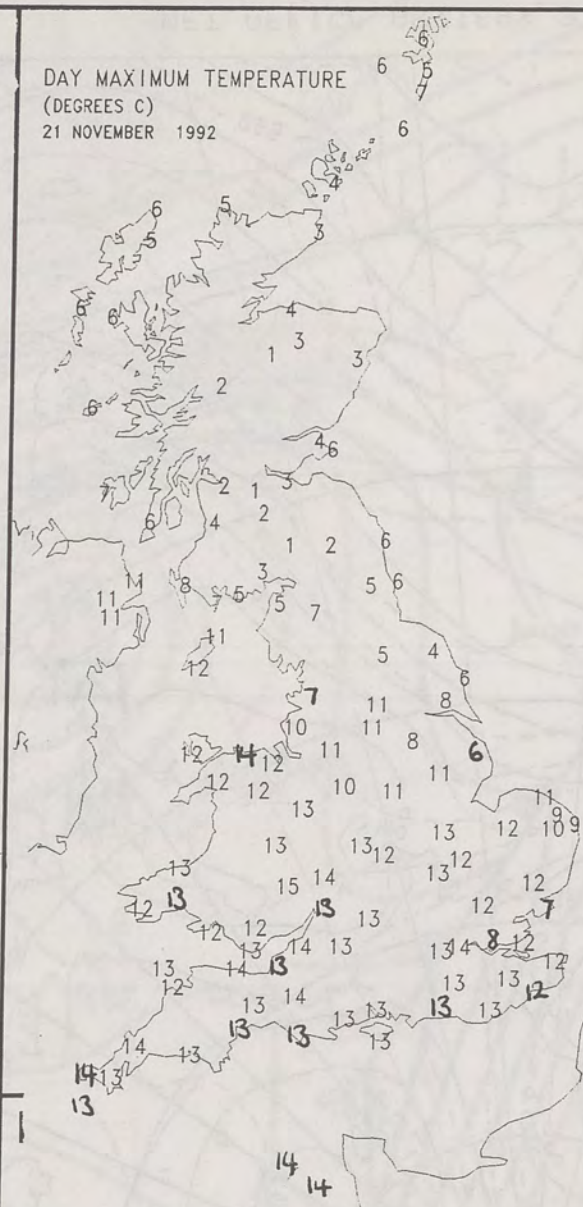 DAY MAXIMUM TEMPERATURE
(DEGREES C)
21 NOVEMBER 1992
6
6 5
7
6
4
6 5
5 3
6 6 4
3
1 3
2
6
4 6
7 2 1 3
2
6 4
1 2 6
3
11 8 5 6
11 7 5 5
11 7
11
12 5 4
6
7 11 8
10 11
12 14 11 8 6
12
12 12 10 11 11
13 11
9
13 13 13 12 10 9
12 12
13 15 14 13 12
12 13 13 12 7
12 12 13
13 14 13 13 14 8 12
13 14 13 12
12 13 13
13 14 13 12
13 13 13
13 13 13
14 13
14 13
13
14
14